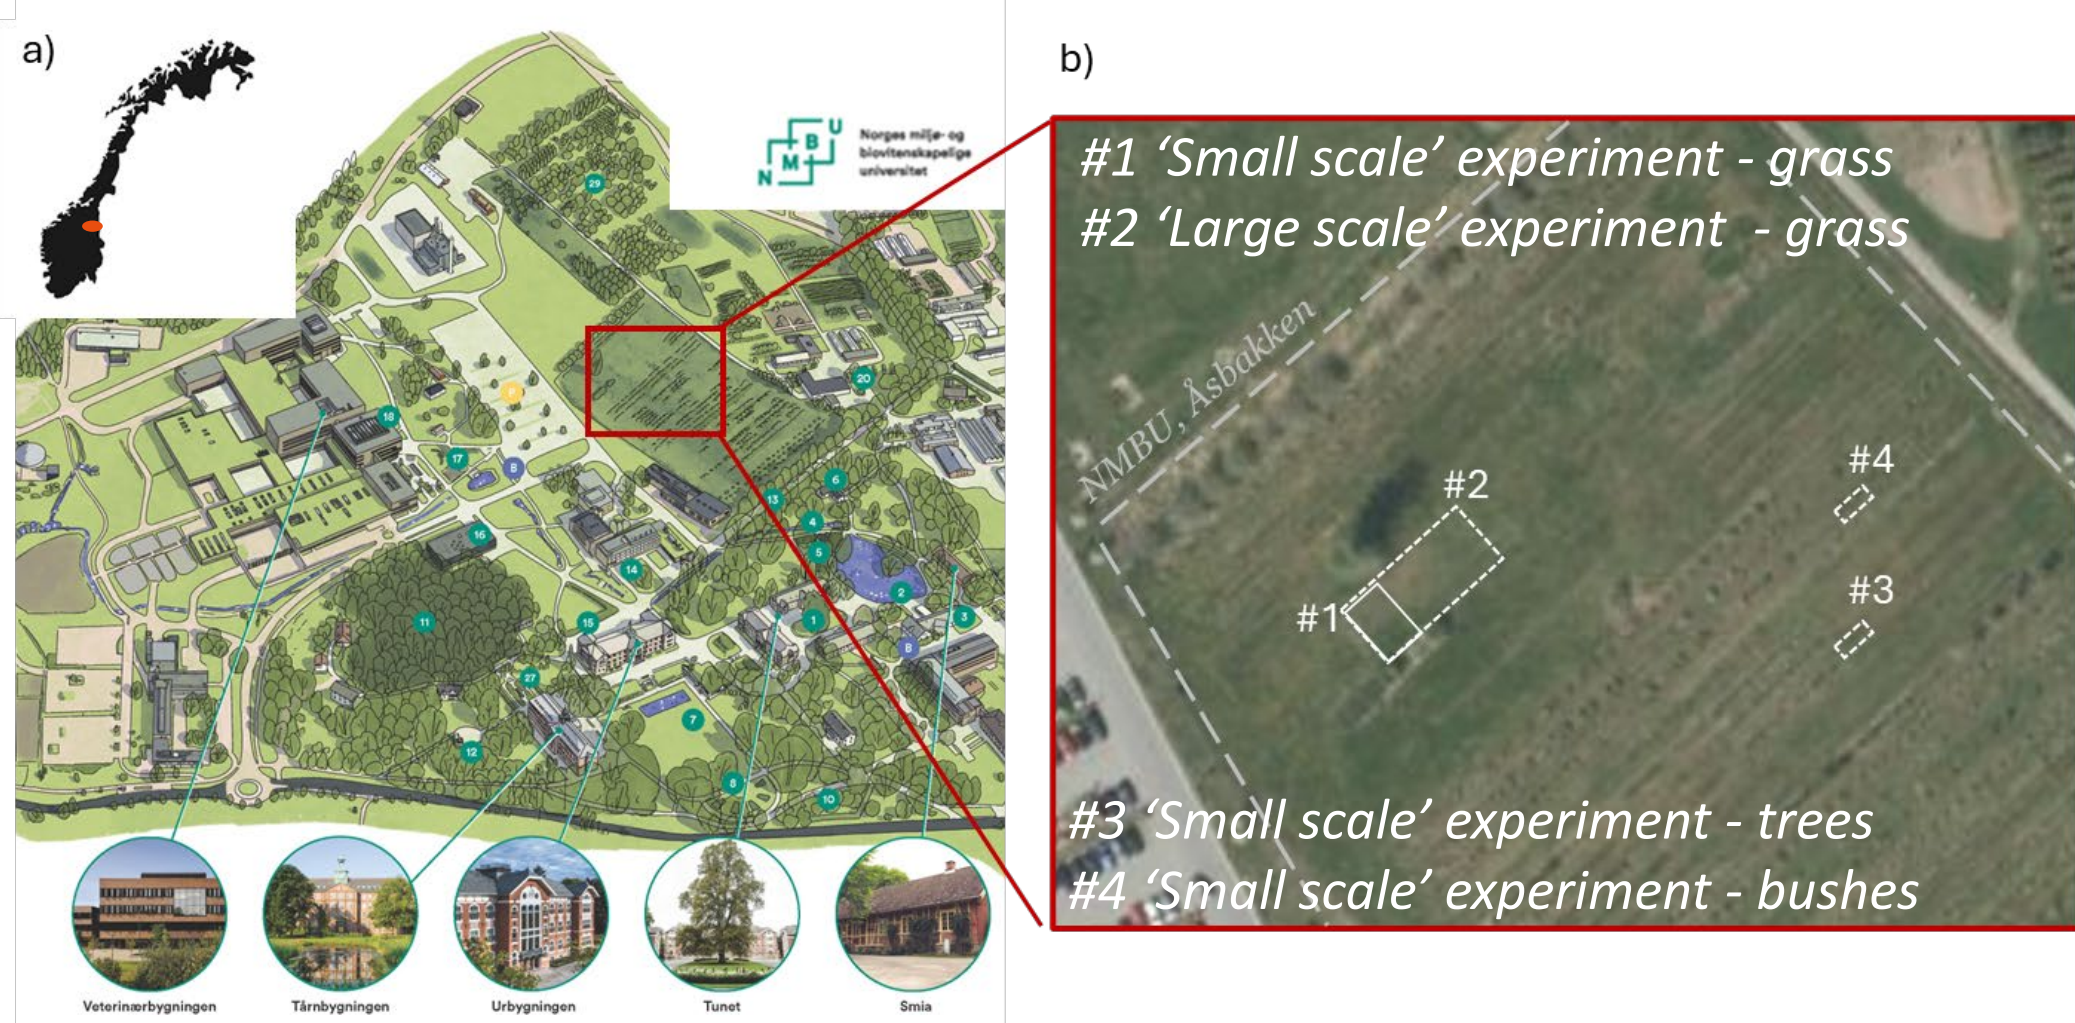 a)
N M B U
Norges miljø- og
biovitenskapelige
universitet
29
20
18
17
B
P
6
13
4
5
16
14
2
11
15
1
3
B
27
7
12
8
10
Veterinærbygningen
Tårnbygningen
Urbygningen
Tunet
Smia
b)
#1 ‘Small scale’ experiment - grass
#2 ‘Large scale’ experiment - grass
NMBU, Åsbakken
#4
#2
#3
#1
#3 ‘Small scale’ experiment - trees
#4 ‘Small scale’ experiment - bushes